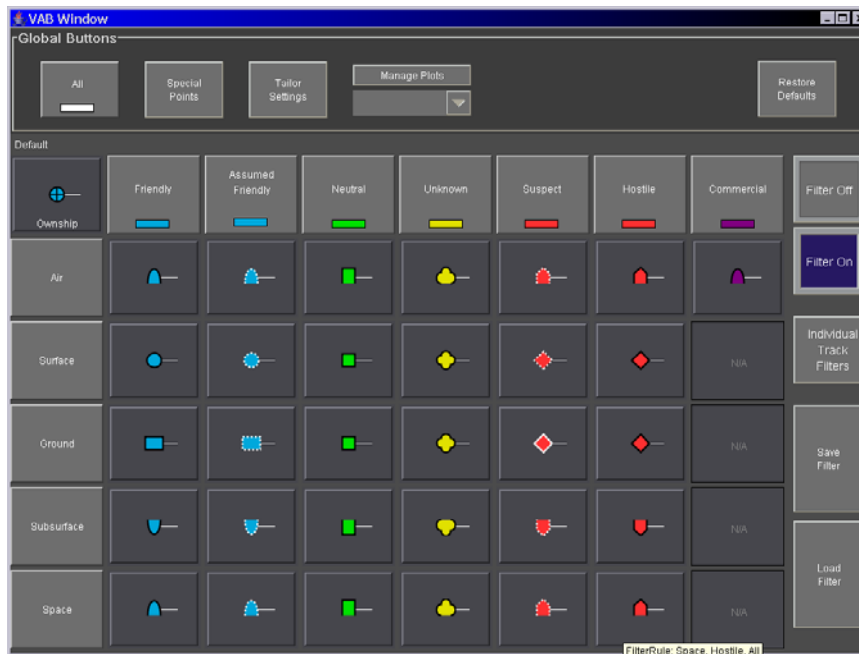 VAB Window
Global Buttons
All
Special
Points
Tailor
Settings
Manage Plots
Restore
Defaults
Default
Ownship
Friendly
Assumed
Friendly
Neutral
Unknown
Suspect
Hostile
Commercial
Filter Off
Filter On
Air
Surface
N/A
Individual
Track
Filters
Ground
N/A
Save
Filter
Subsurface
N/A
Load
Filter
Space
N/A
FilterRule: Space, Hostile, All